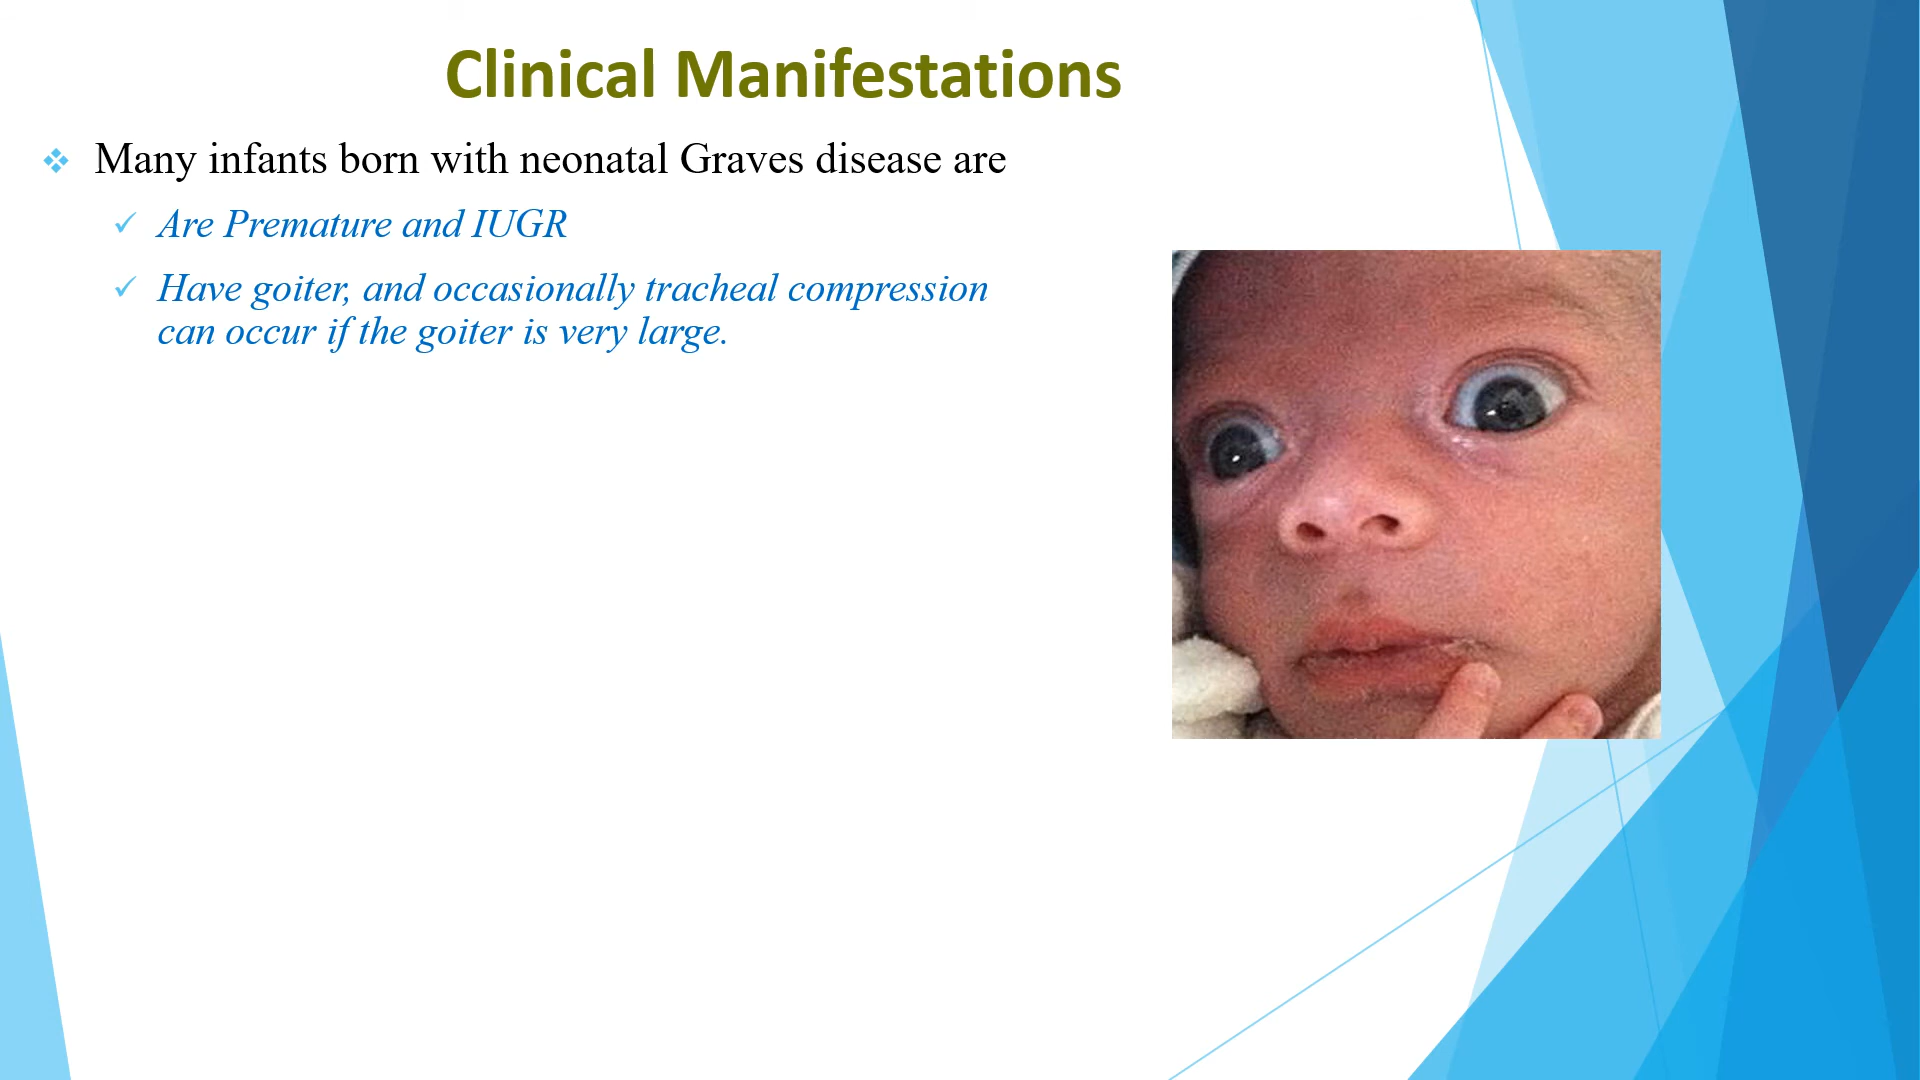 Clinical Manifestations
Many infants born with neonatal Graves disease are
Are Premature and IUGR
Have goiter, and occasionally tracheal compression
can occur if the goiter is very large.